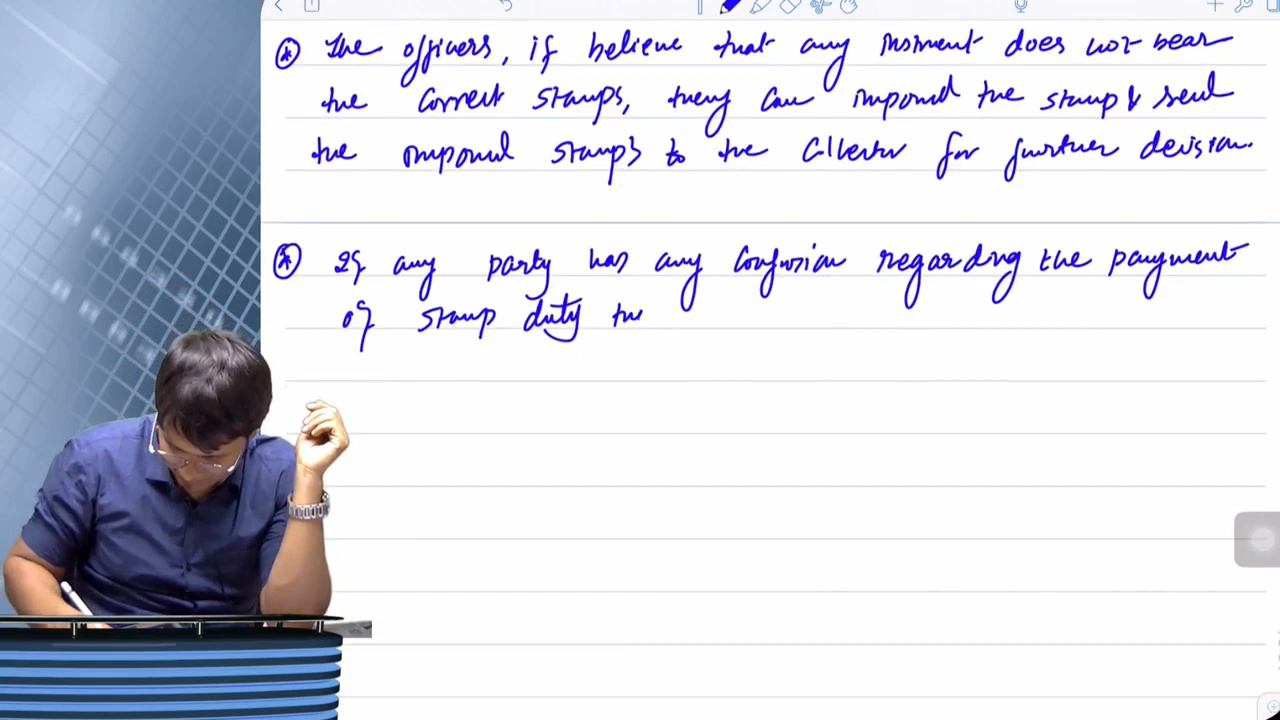 The officers, if believe that any instrument does not bear
the correct stamps, they can impound the stamp & send
the impound stamps to the Collector for further decision.
If any party has any confusion regarding the payment
of stamp duty the